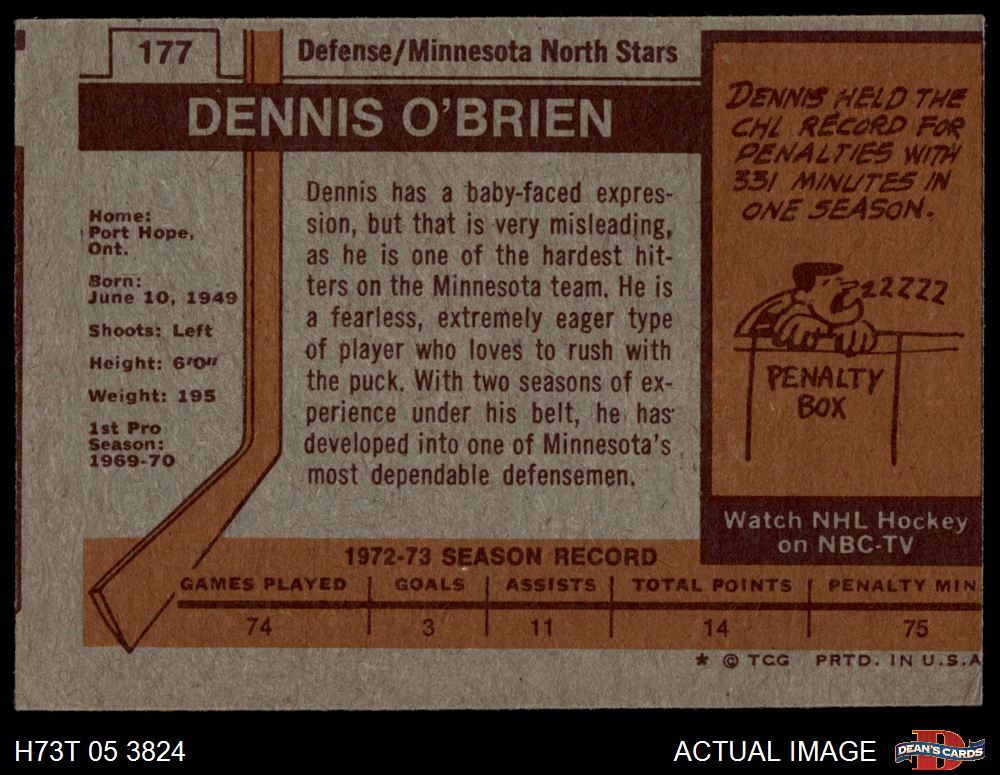 177
Defense/Minnesota North Stars
DENNIS O'BRIEN
Home:
Port Hope,
Ont.
Born:
June 10, 1949
Shoots: Left
Height: 6'0"
Weight: 195
1st Pro
Season:
1969-70
Dennis has a baby-faced expres-
sion, but that is very misleading,
as he is one of the hardest hit-
ters on the Minnesota team. He is
a fearless, extremely eager type
of player who loves to rush with
the puck. With two seasons of ex-
perience under his belt, he has
developed into one of Minnesota's
most dependable defensemen.
DENNIS HELD THE
CHL RECORD FOR
PENALTIES WITH
331 MINUTES IN
ONE SEASON.
zzZZZZ
PENALTY
BOX
Watch NHL Hockey
on NBC-TV
1972-73 SEASON RECORD
GAMES PLAYED GOALS ASSISTS TOTAL POINTS PENALTY MIN
74 3 11 14 75
* © TCG PRTD. IN U.S.A
H73T 05 3824
ACTUAL IMAGE
D
DEAN'S CARDS